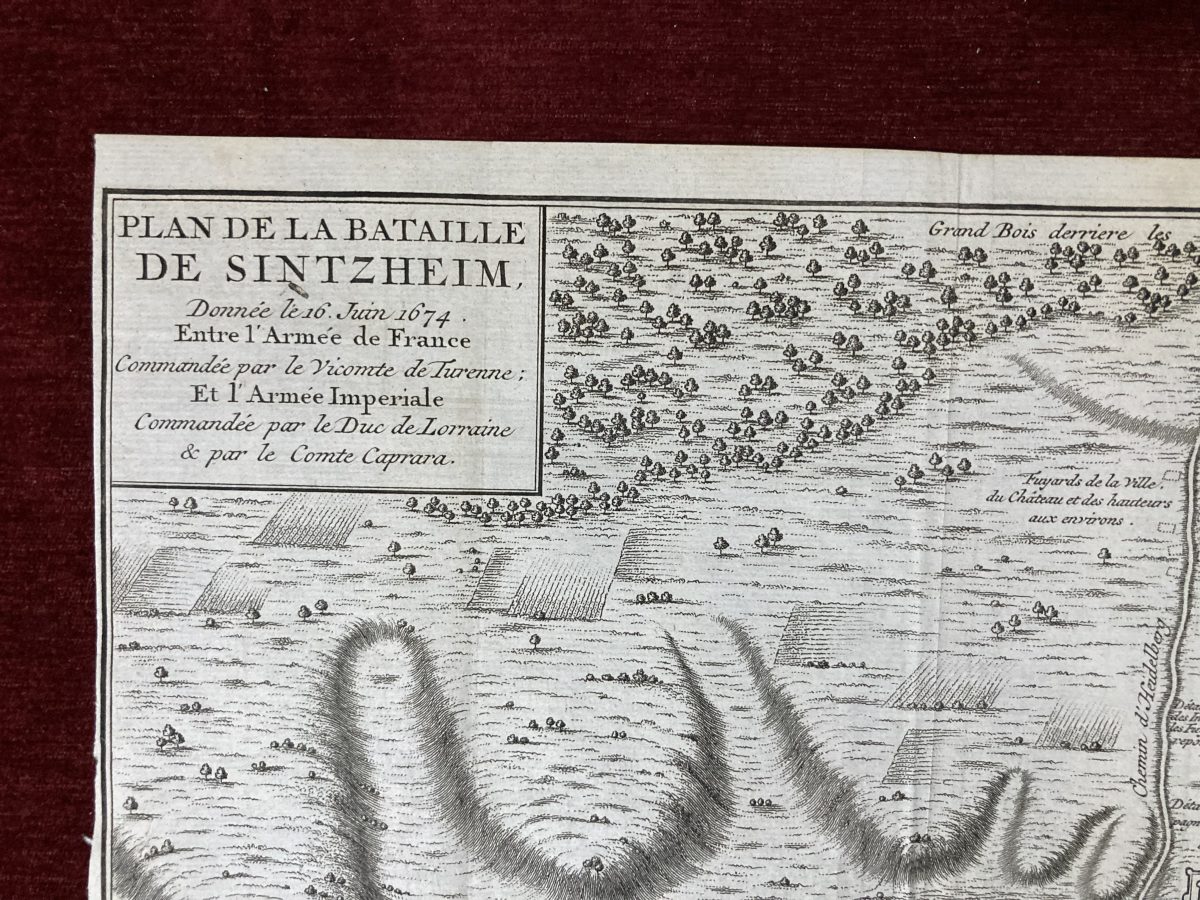 PLAN DE LA BATAILLE
DE SINTZHEIM,
Donnée le 16. Juin 1674.
Entre l'Armée de France
Commandée par le Vicomte de Turenne;
Et l'Armée Imperiale
Commandée par le Duc de Lorraine
& par le Comte Caprara.
Grand Bois derriere les
Fuyards de la Ville
du Château et des hauteurs
aux environs.
Chemin d'Heidelberg